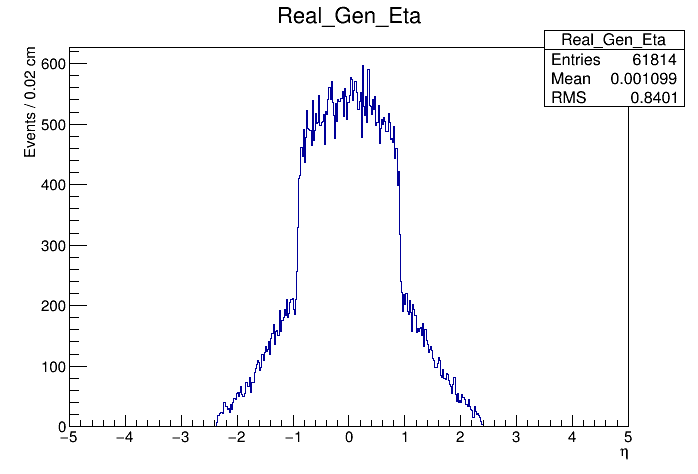 Real_Gen_Eta
Real_Gen_Eta
Entries 61814
Mean 0.001099
RMS 0.8401
Events / 0.02 cm
600
500
400
300
200
100
0
−5 −4 −3 −2 −1 0 1 2 3 4 5
η